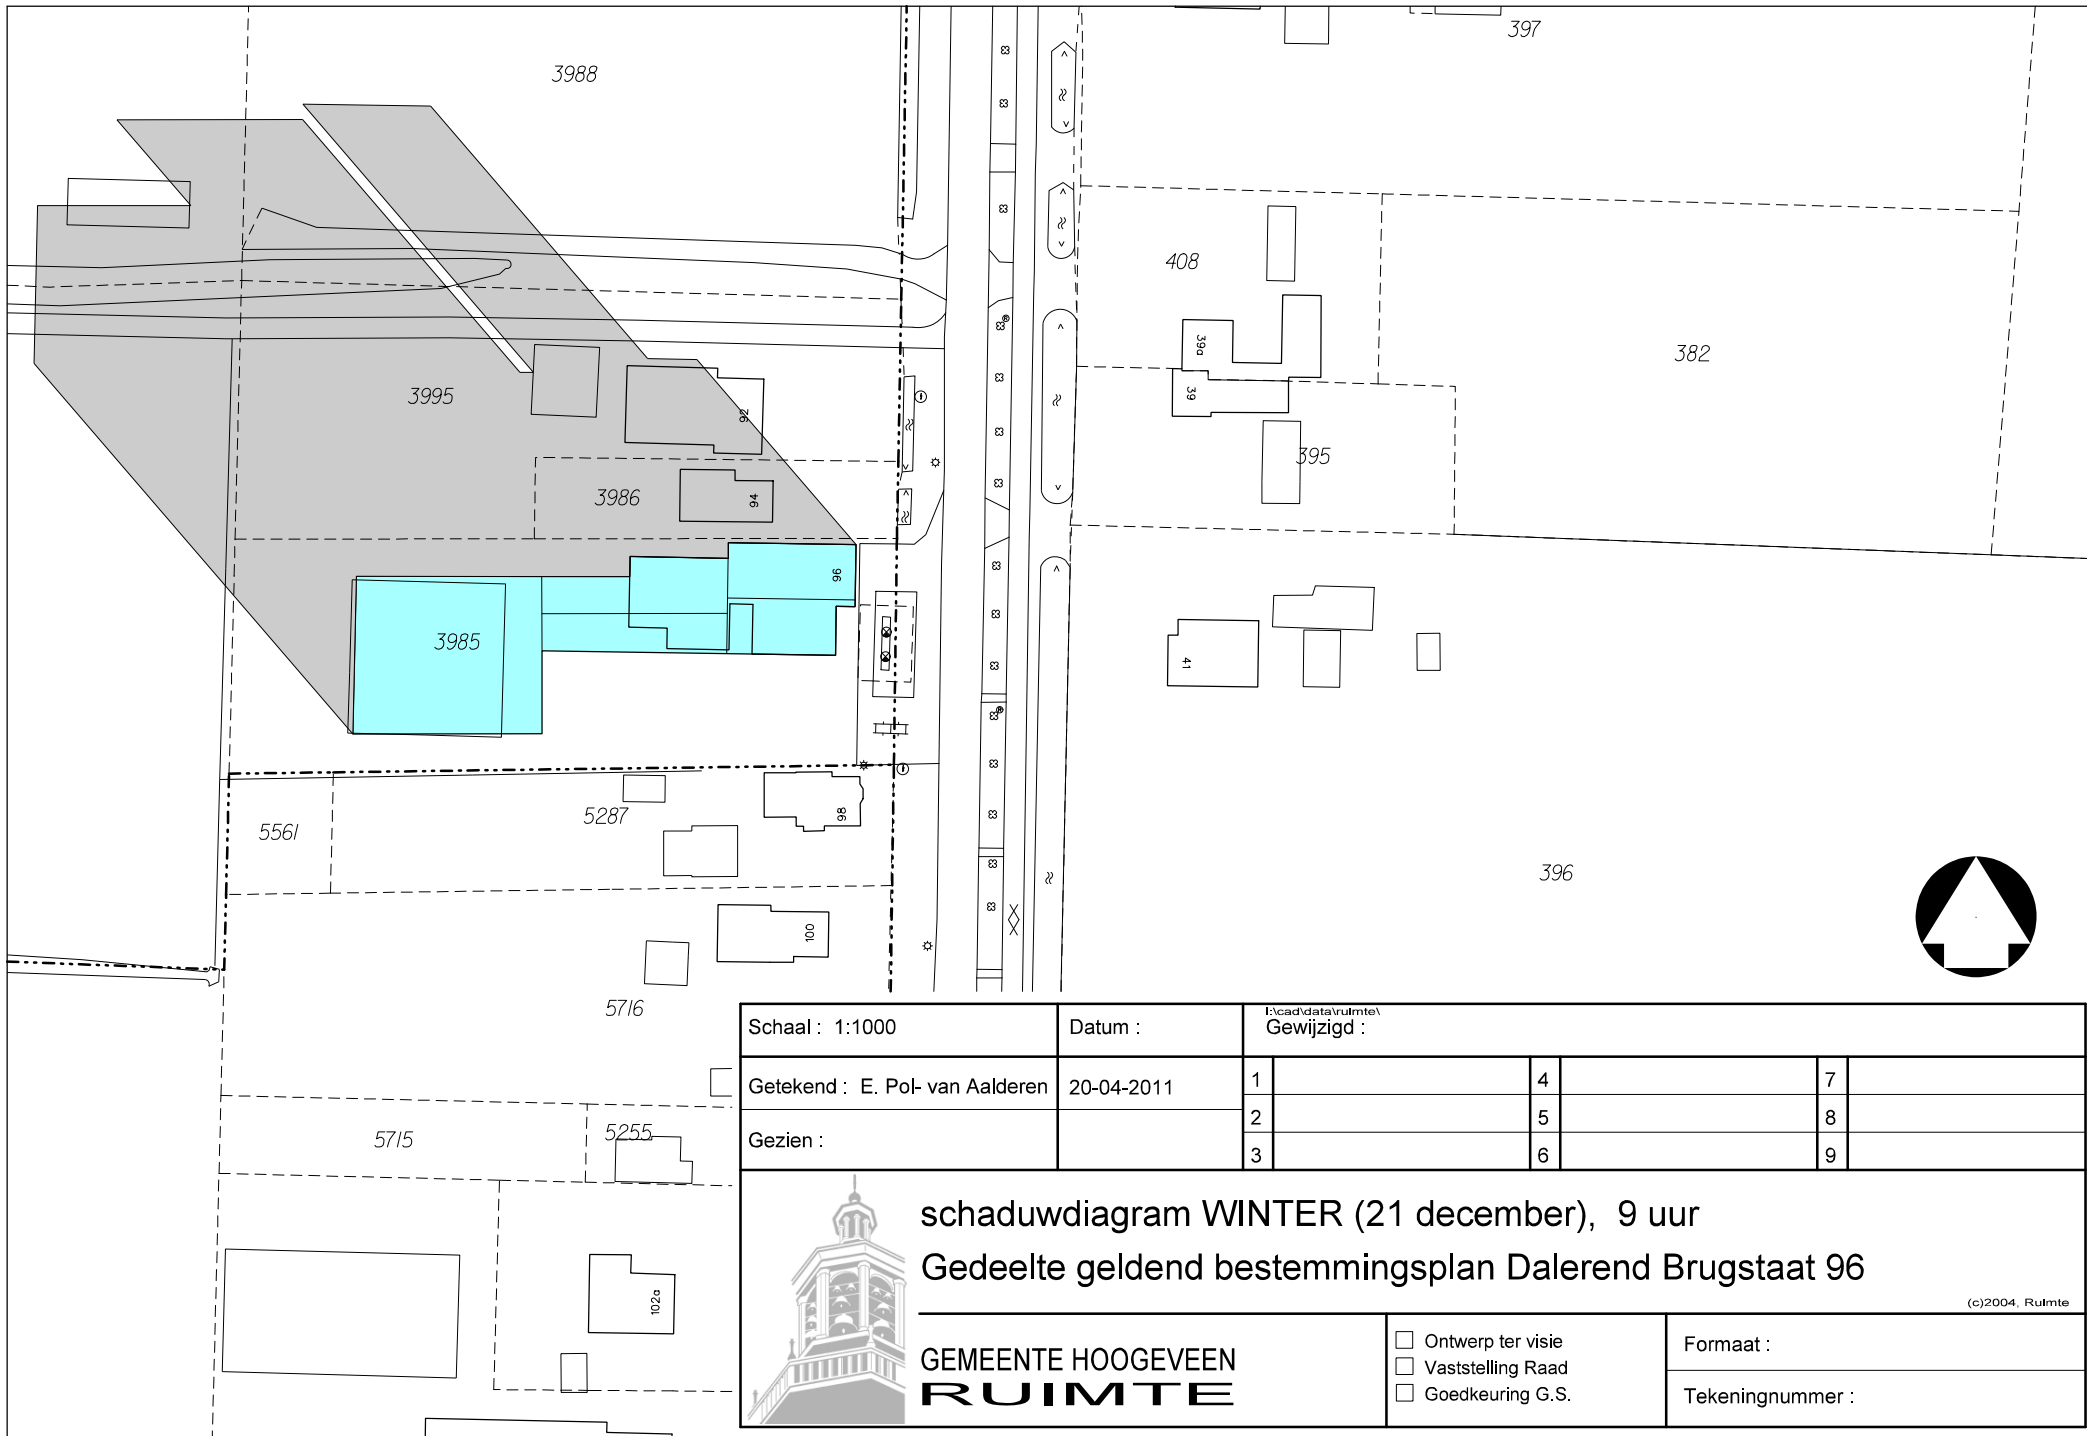 397
3988
408
39a
382
39
3995
92
395
3986
94
96
3985
41
98
5287
5561
396
100
5716
5715
5255
102a
I:\cad\data\ruimte\
Schaal : 1:1000
Datum :
Gewijzigd :
Getekend : E. Pol- van Aalderen
20-04-2011
1
4
7
2
5
8
Gezien :
3
6
9
schaduwdiagram WINTER (21 december), 9 uur
Gedeelte geldend bestemmingsplan Dalerend Brugstaat 96
(c)2004, Ruimte
GEMEENTE HOOGEVEEN
RUIMTE
Ontwerp ter visie
Vaststelling Raad
Goedkeuring G.S.
Formaat :
Tekeningnummer :